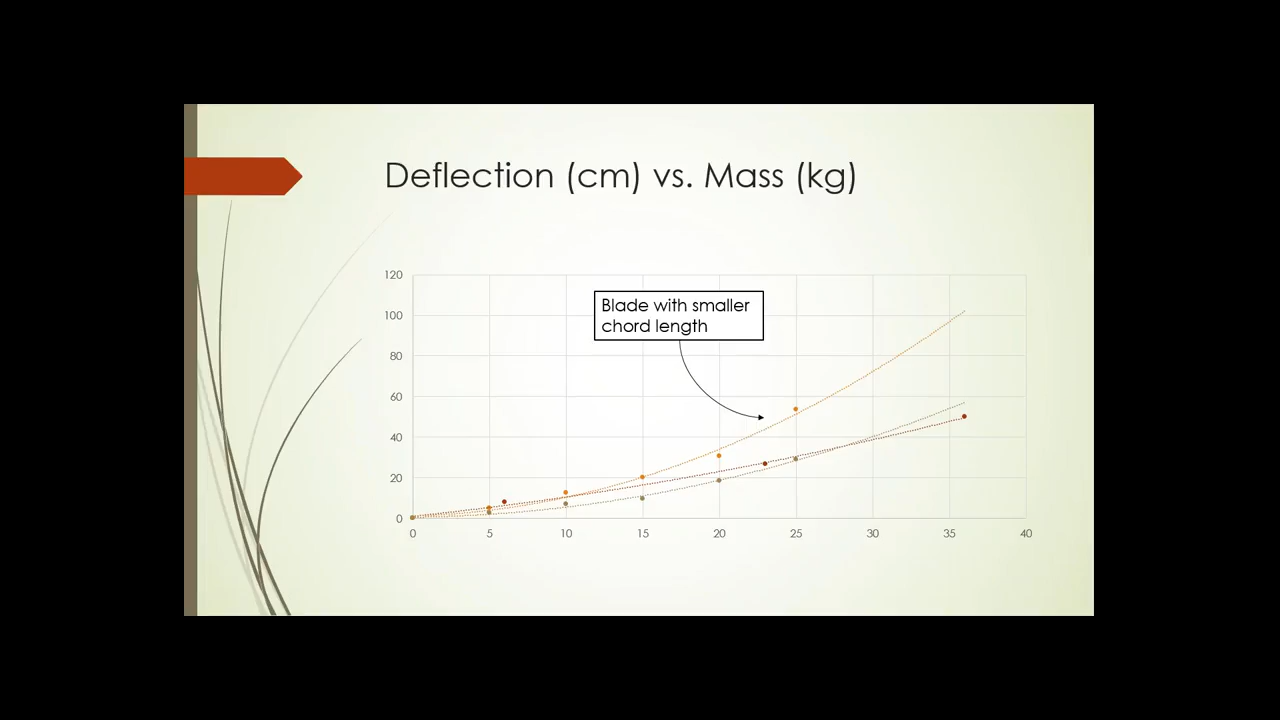 Deflection (cm) vs. Mass (kg)
120
100
80
60
40
20
0
Blade with smaller
chord length
0 5 10 15 20 25 30 35 40